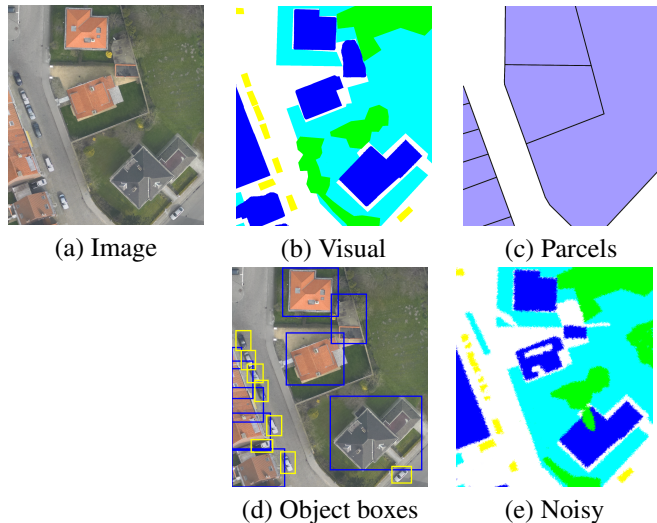 (a) Image
(b) Visual
(c) Parcels
(d) Object boxes
(e) Noisy